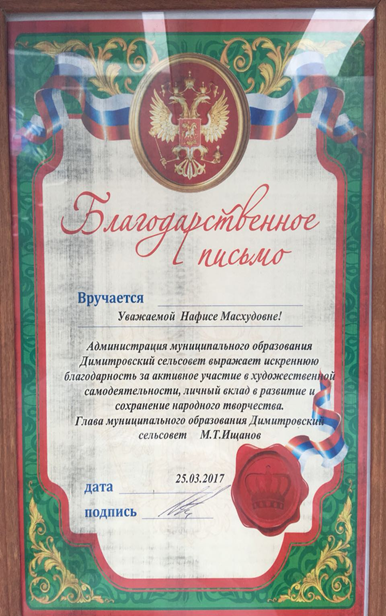 Благодарственное
письмо
Вручается
Уважаемой Нафисе Масхудовне!
Администрация муниципального образования
Димитровский сельсовет выражает искреннюю
благодарность за активное участие в художественной
самодеятельности, личный вклад в развитие и
сохранение народного творчества.
Глава муниципального образования Димитровский
сельсовет М.Т.Ищанов
25.03.2017
дата
подпись